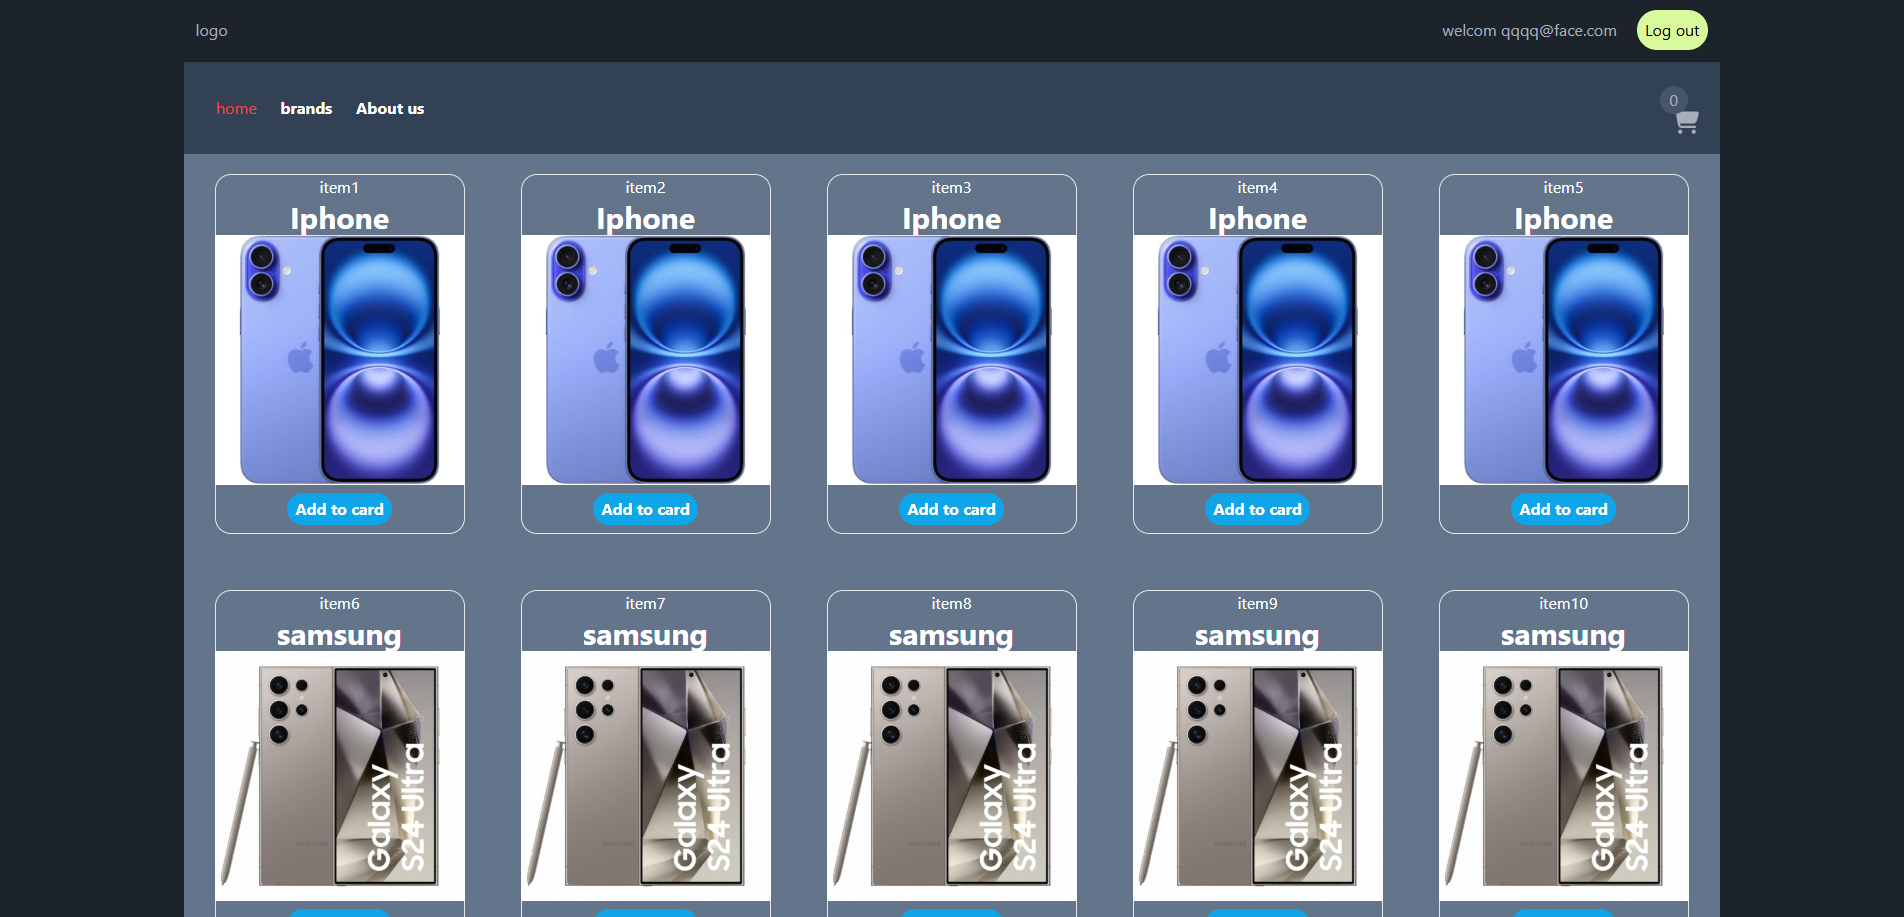 logo
welcom qqqq@face.com
Log out
home
brands
About us
0
item1
item2
item3
item4
item5
Iphone
Iphone
Iphone
Iphone
Iphone
Add to card
Add to card
Add to card
Add to card
Add to card
item6
item7
item8
item9
item10
samsung
samsung
samsung
samsung
samsung
Galaxy
S24 Ultra
Galaxy
S24 Ultra
Galaxy
S24 Ultra
Galaxy
S24 Ultra
Galaxy
S24 Ultra